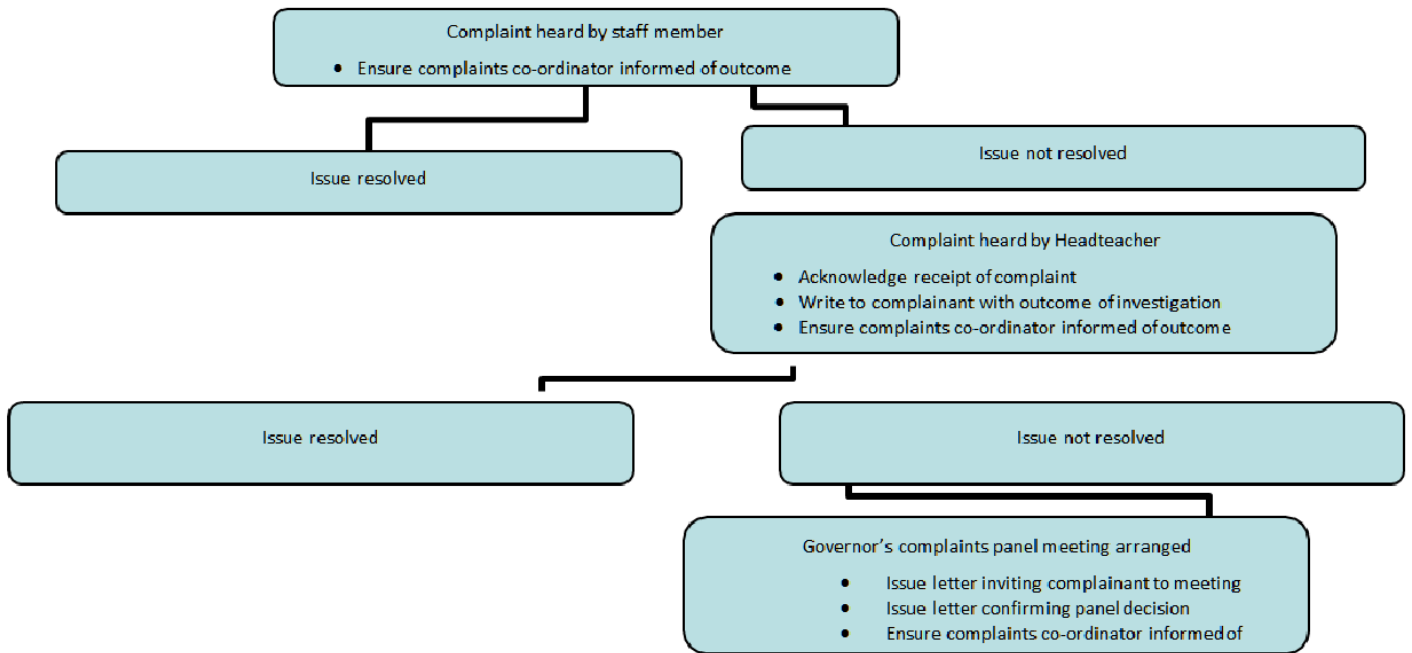 Complaint heard by staff member
• Ensure complaints co-ordinator informed of outcome
Issue resolved
Issue not resolved
Complaint heard by Headteacher
• Acknowledge receipt of complaint
• Write to complainant with outcome of investigation
• Ensure complaints co-ordinator informed of outcome
Issue resolved
Issue not resolved
Governor’s complaints panel meeting arranged
• Issue letter inviting complainant to meeting
• Issue letter confirming panel decision
• Ensure complaints co-ordinator informed of